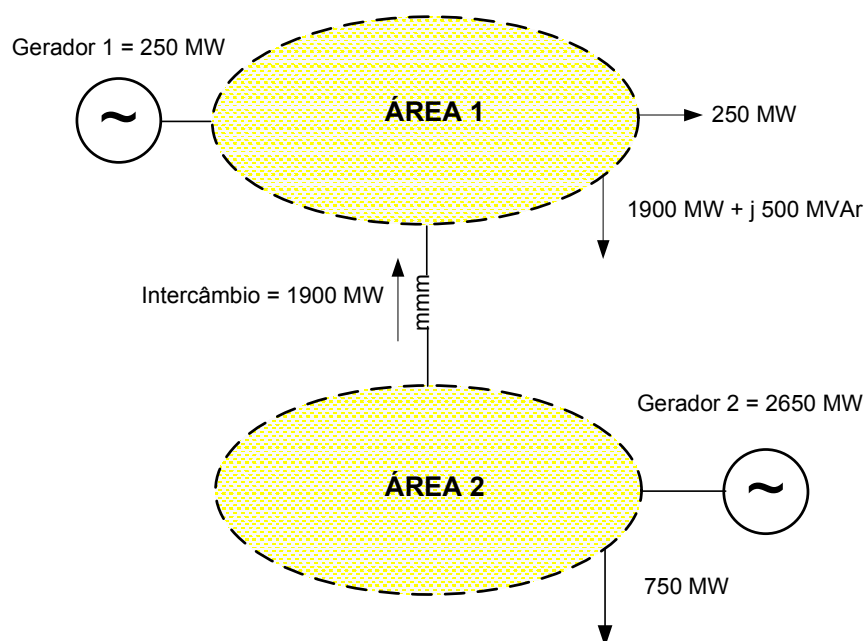 Gerador 1 = 250 MW
~
ÁREA 1
250 MW
1900 MW + j 500 MVAr
Intercâmbio = 1900 MW
Gerador 2 = 2650 MW
ÁREA 2
~
750 MW